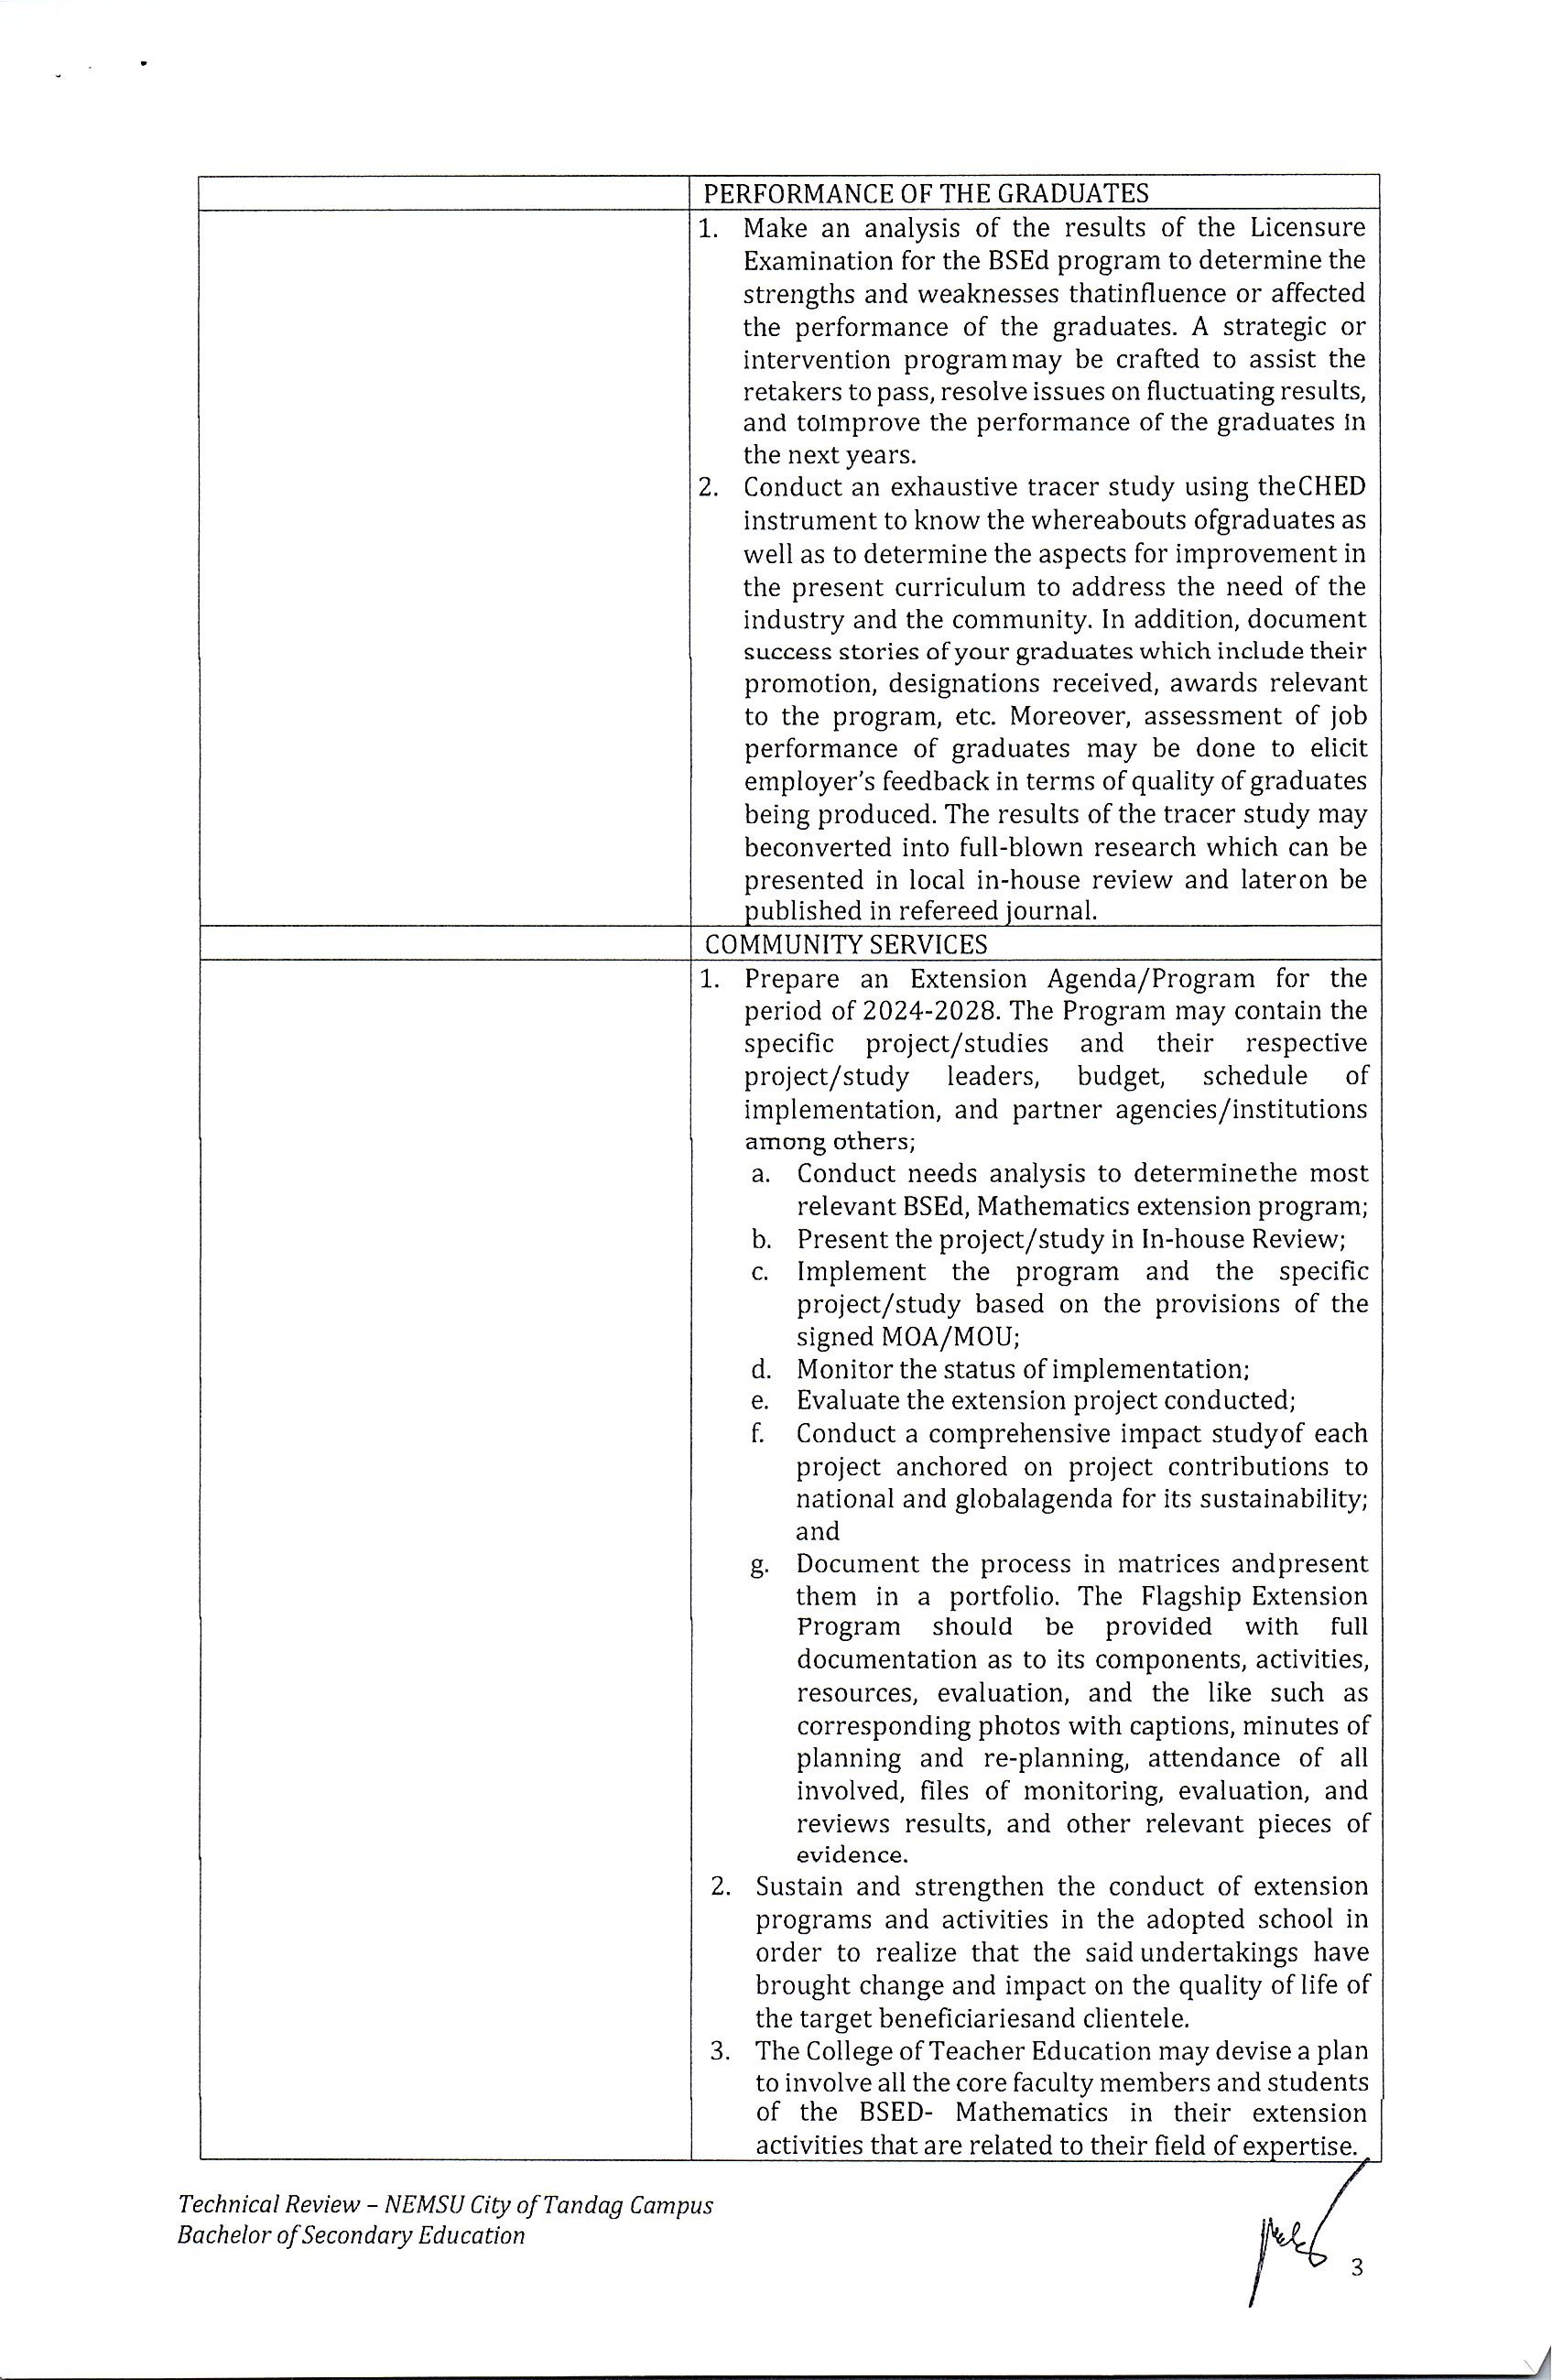 PERFORMANCE OF THE GRADUATES
1. Make an analysis of the results of the Licensure
Examination for the BSEd program to determine the
strengths and weaknesses thatinfluence or affected
the performance of the graduates. A strategic or
intervention programmay be crafted to assist the
retakers to pass, resolve issues on fluctuating results,
and toimprove the performance of the graduates in
the next years.
2. Conduct an exhaustive tracer study using theCHED
instrument to know the whereabouts ofgraduates as
well as to determine the aspects for improvement in
the present curriculum to address the need of the
industry and the community. In addition, document
success stories of your graduates which include their
promotion, designations received, awards relevant
to the program, etc. Moreover, assessment of job
performance of graduates may be done to elicit
employer's feedback in terms of quality of graduates
being produced. The results of the tracer study may
beconverted into full-blown research which can be
presented in local in-house review and lateron be
published in refereed journal.
COMMUNITY SERVICES
1. Prepare an Extension Agenda/Program for the
period of 2024-2028. The Program may contain the
specific project/studies and their respective
project/study leaders, budget, schedule of
implementation, and partner agencies/institutions
among others;
a. Conduct needs analysis to determinethe most
relevant BSEd, Mathematics extension program;
b. Present the project/study in In-house Review;
c. Implement the program and the specific
project/study based on the provisions of the
signed MOA/MOU;
d. Monitor the status of implementation;
e. Evaluate the extension project conducted;
f. Conduct a comprehensive impact studyof each
project anchored on project contributions to
national and globalagenda for its sustainability;
and
g. Document the process in matrices andpresent
them in a portfolio. The Flagship Extension
Program should be provided with full
documentation as to its components, activities,
resources, evaluation, and the like such as
corresponding photos with captions, minutes of
planning and re-planning, attendance of all
involved, files of monitoring, evaluation, and
reviews results, and other relevant pieces of
evidence.
2. Sustain and strengthen the conduct of extension
programs and activities in the adopted school in
order to realize that the said undertakings have
brought change and impact on the quality of life of
the target beneficiariesand clientele.
3. The College of Teacher Education may devise a plan
to involve all the core faculty members and students
of the BSED- Mathematics in their extension
activities that are related to their field of expertise.
Technical Review – NEMSU City of Tandag Campus
Bachelor of Secondary Education
3